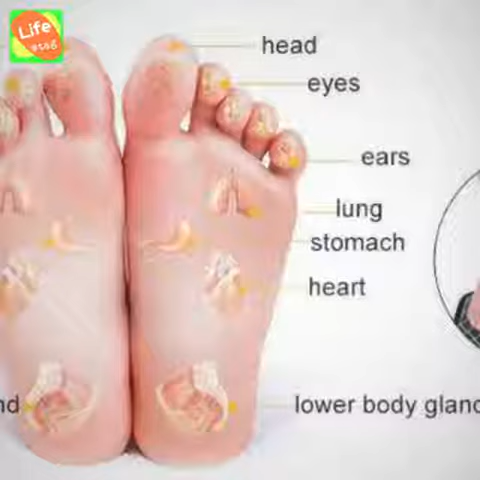 Life
head
eyes
ears
lung
stomach
heart
nd
lower body gland